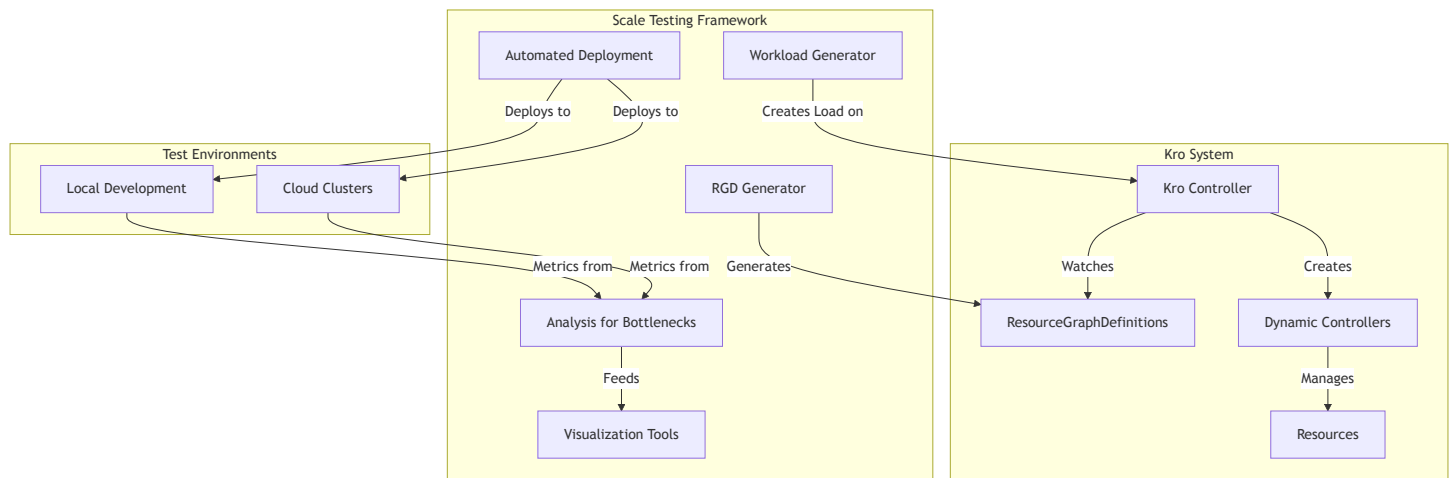 Scale Testing Framework
Automated Deployment
Workload Generator
Deploys to
Deploys to
Creates Load on
Test Environments
Kro System
Local Development
Cloud Clusters
RGD Generator
Kro Controller
Metrics from
Metrics from
Generates
Watches
Creates
Analysis for Bottlenecks
ResourceGraphDefinitions
Dynamic Controllers
Feeds
Manages
Visualization Tools
Resources